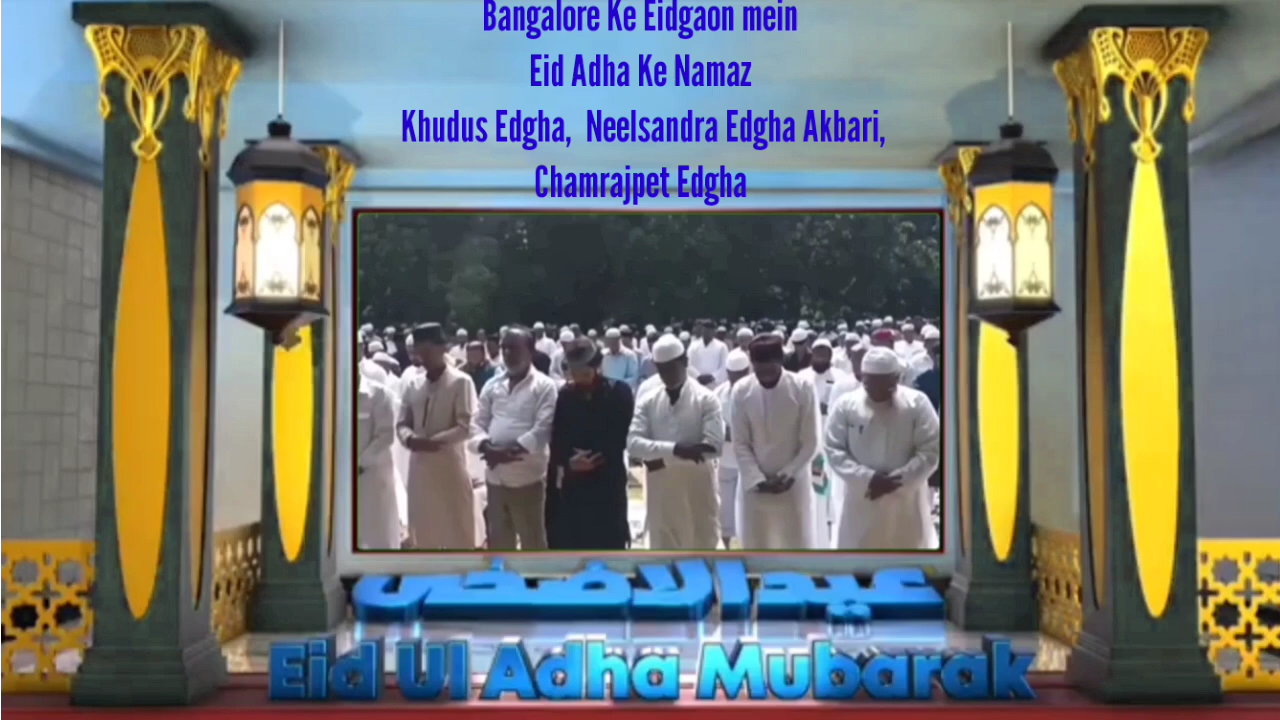 Bangalore Ke Eidgaon mein
Eid Adha Ke Namaz
Khudus Edgha, Neelsandra Edgha Akbari,
Chamrajpet Edgha
عيدالاضحى
Eid Ul Adha Mubarak